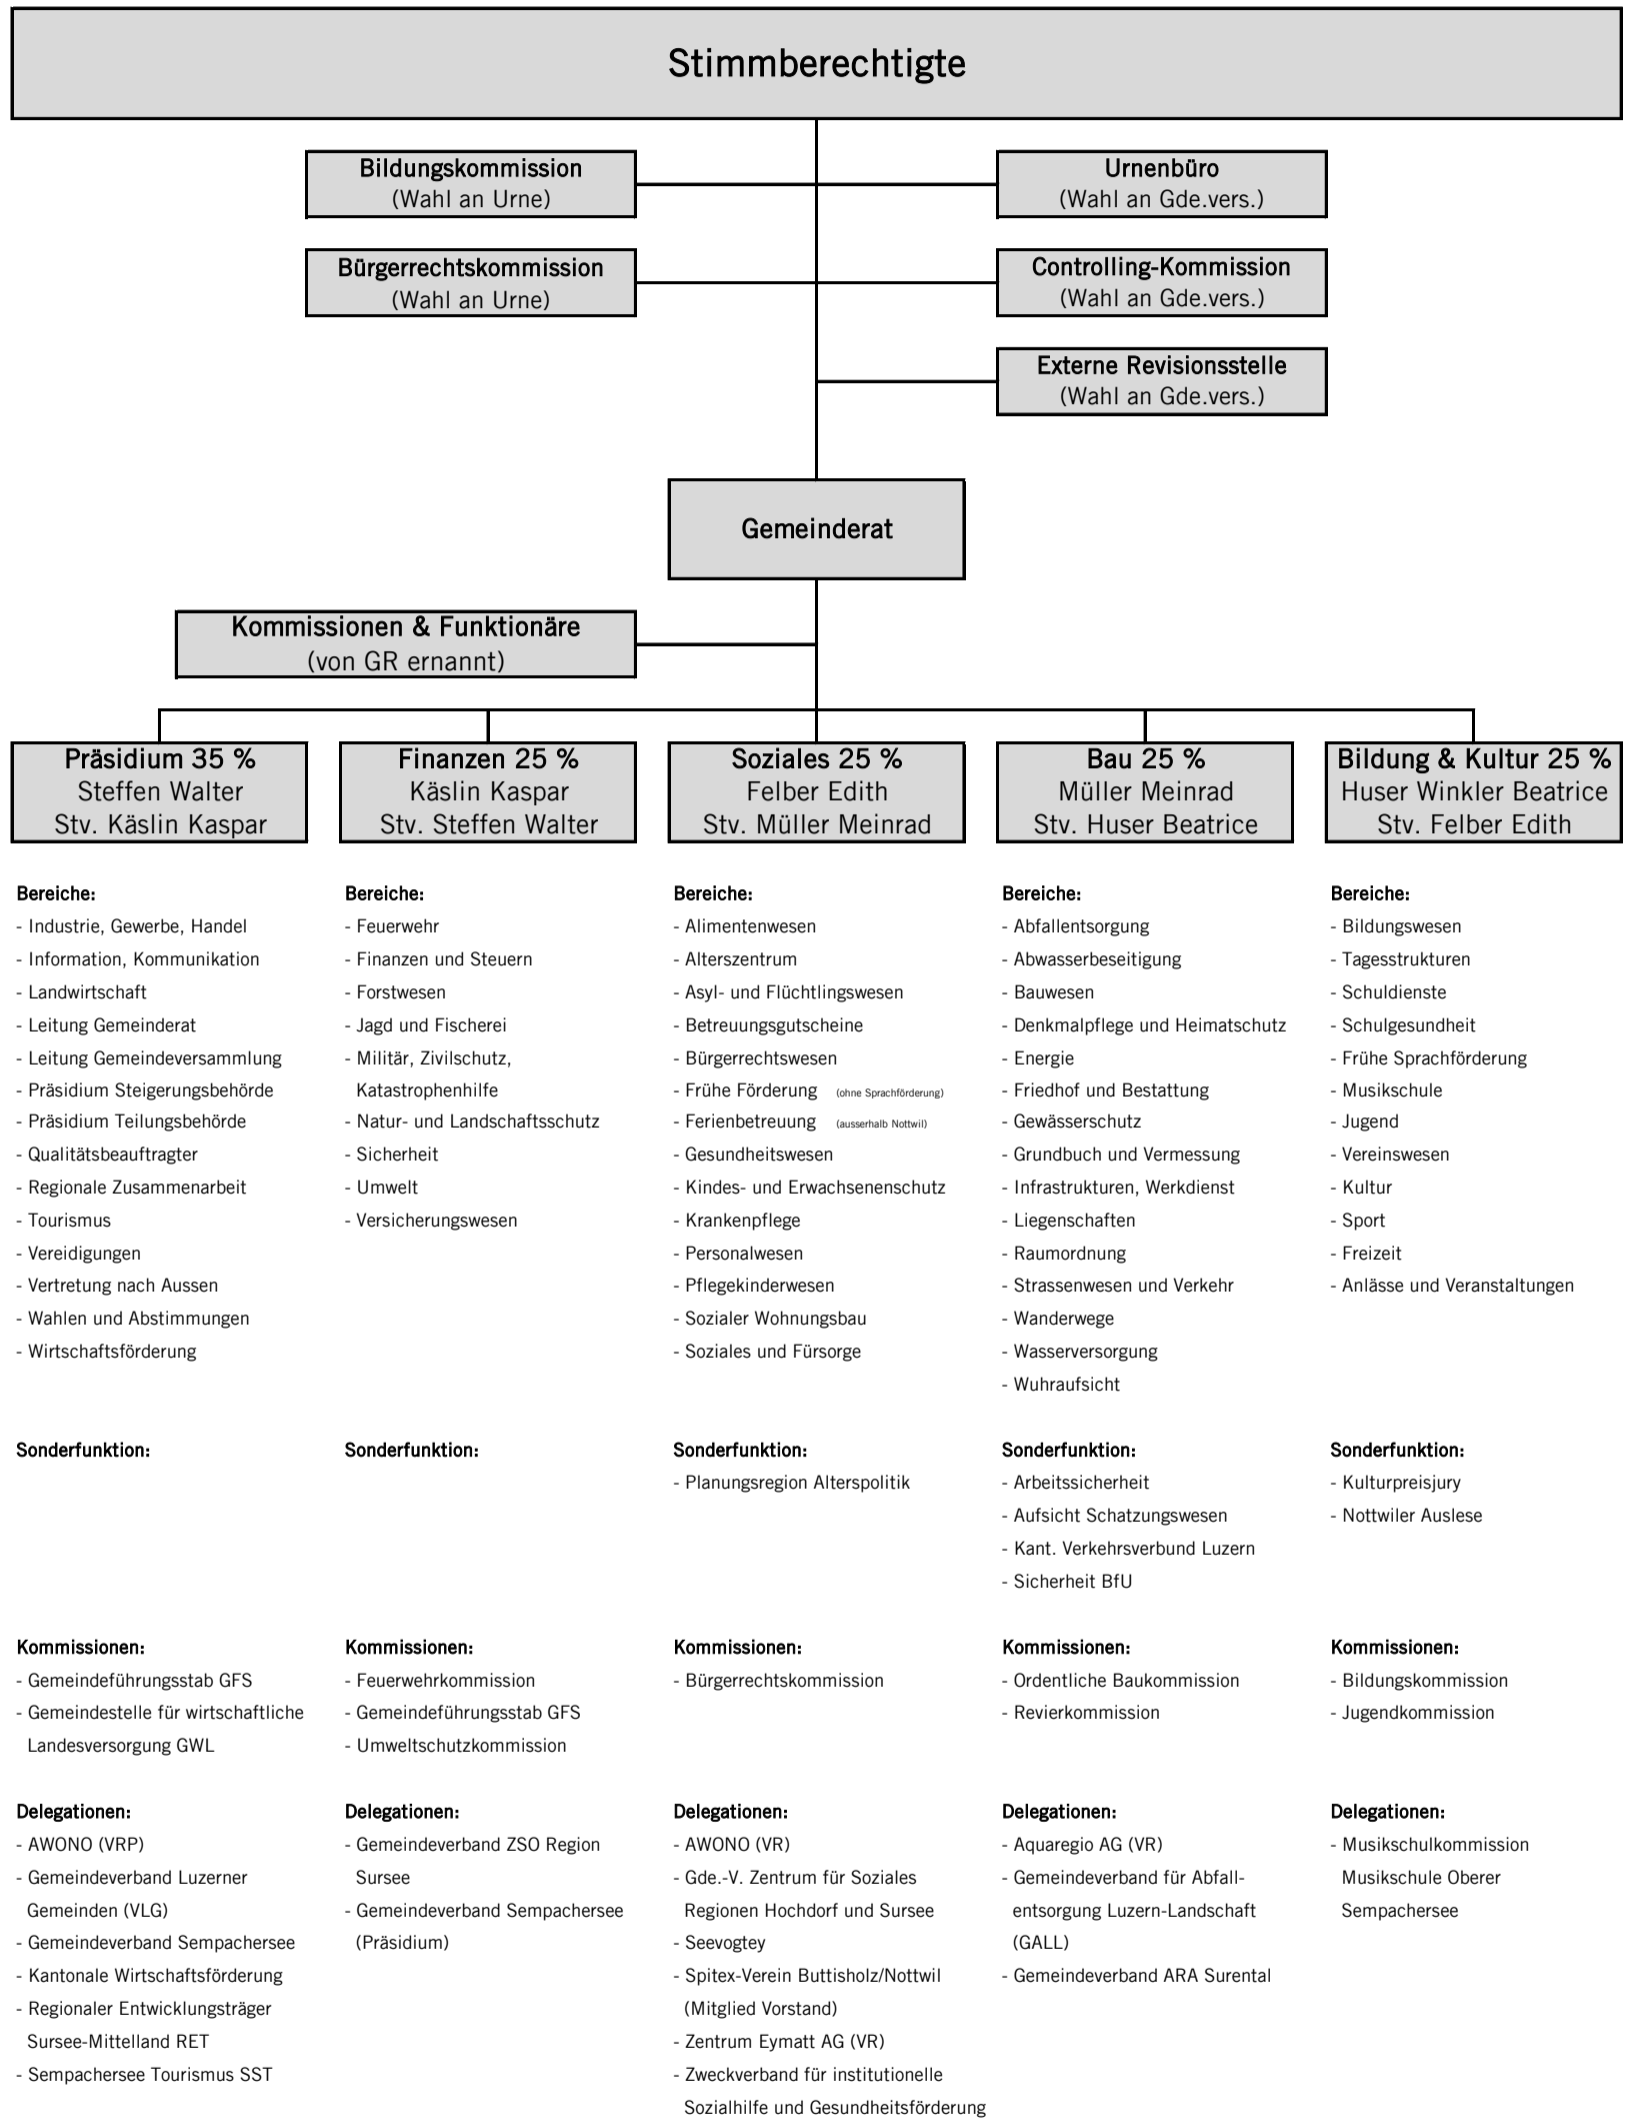 Stimmberechtigte
Bildungskommission
(Wahl an Urne)
Urnenbüro
(Wahl an Gde.vers.)
Bürgerrechtskommission
(Wahl an Urne)
Controlling-Kommission
(Wahl an Gde.vers.)
Externe Revisionsstelle
(Wahl an Gde.vers.)
Gemeinderat
Kommissionen & Funktionäre
(von GR ernannt)
Präsidium 35 %
Steffen Walter
Stv. Käslin Kaspar
Finanzen 25 %
Käslin Kaspar
Stv. Steffen Walter
Soziales 25 %
Felber Edith
Stv. Müller Meinrad
Bau 25 %
Müller Meinrad
Stv. Huser Beatrice
Bildung & Kultur 25 %
Huser Winkler Beatrice
Stv. Felber Edith
Bereiche:
- Industrie, Gewerbe, Handel
- Information, Kommunikation
- Landwirtschaft
- Leitung Gemeinderat
- Leitung Gemeindeversammlung
- Präsidium Steigerungsbehörde
- Präsidium Teilungsbehörde
- Qualitätsbeauftragter
- Regionale Zusammenarbeit
- Tourismus
- Vereidigungen
- Vertretung nach Aussen
- Wahlen und Abstimmungen
- Wirtschaftsförderung
Sonderfunktion:
Kommissionen:
- Gemeindeführungsstab GFS
- Gemeindestelle für wirtschaftliche
Landesversorgung GWL
Delegationen:
- AWONO (VRP)
- Gemeindeverband Luzerner
Gemeinden (VLG)
- Gemeindeverband Sempachersee
- Kantonale Wirtschaftsförderung
- Regionaler Entwicklungsträger
Sursee-Mittelland RET
- Sempachersee Tourismus SST
Bereiche:
- Feuerwehr
- Finanzen und Steuern
- Forstwesen
- Jagd und Fischerei
- Militär, Zivilschutz,
Katastrophenhilfe
- Natur- und Landschaftsschutz
- Sicherheit
- Umwelt
- Versicherungswesen
Sonderfunktion:
Kommissionen:
- Feuerwehrkommission
- Gemeindeführungsstab GFS
- Umweltschutzkommission
Delegationen:
- Gemeindeverband ZSO Region
Sursee
- Gemeindeverband Sempachersee
(Präsidium)
Bereiche:
- Alimentenwesen
- Alterszentrum
- Asyl- und Flüchtlingswesen
- Betreuungsgutscheine
- Bürgerrechtswesen
- Frühe Förderung (ohne Sprachförderung)
- Ferienbetreuung (ausserhalb Nottwil)
- Gesundheitswesen
- Kindes- und Erwachsenenschutz
- Krankenpflege
- Personalwesen
- Pflegekinderwesen
- Sozialer Wohnungsbau
- Soziales und Fürsorge
Sonderfunktion:
- Planungsregion Alterspolitik
Kommissionen:
- Bürgerrechtskommission
Delegationen:
- AWONO (VR)
- Gde.-V. Zentrum für Soziales
Regionen Hochdorf und Sursee
- Seevogtey
- Spitex-Verein Buttisholz/Nottwil
(Mitglied Vorstand)
- Zentrum Eymatt AG (VR)
- Zweckverband für institutionelle
Sozialhilfe und Gesundheitsförderung
Bereiche:
- Abfallentsorgung
- Abwasserbeseitigung
- Bauwesen
- Denkmalpflege und Heimatschutz
- Energie
- Friedhof und Bestattung
- Gewässerschutz
- Grundbuch und Vermessung
- Infrastrukturen, Werkdienst
- Liegenschaften
- Raumordnung
- Strassenwesen und Verkehr
- Wanderwege
- Wasserversorgung
- Wuhraufsicht
Sonderfunktion:
- Arbeitssicherheit
- Aufsicht Schatzungswesen
- Kant. Verkehrsverbund Luzern
- Sicherheit BfU
Kommissionen:
- Ordentliche Baukommission
- Revierkommission
Delegationen:
- Aquaregio AG (VR)
- Gemeindeverband für Abfall-
entsorgung Luzern-Landschaft
(GALL)
- Gemeindeverband ARA Surental
Bereiche:
- Bildungswesen
- Tagesstrukturen
- Schuldienste
- Schulgesundheit
- Frühe Sprachförderung
- Musikschule
- Jugend
- Vereinswesen
- Kultur
- Sport
- Freizeit
- Anlässe und Veranstaltungen
Sonderfunktion:
- Kulturpreisjury
- Nottwiler Auslese
Kommissionen:
- Bildungskommission
- Jugendkommission
Delegationen:
- Musikschulkommission
Musikschule Oberer
Sempachersee